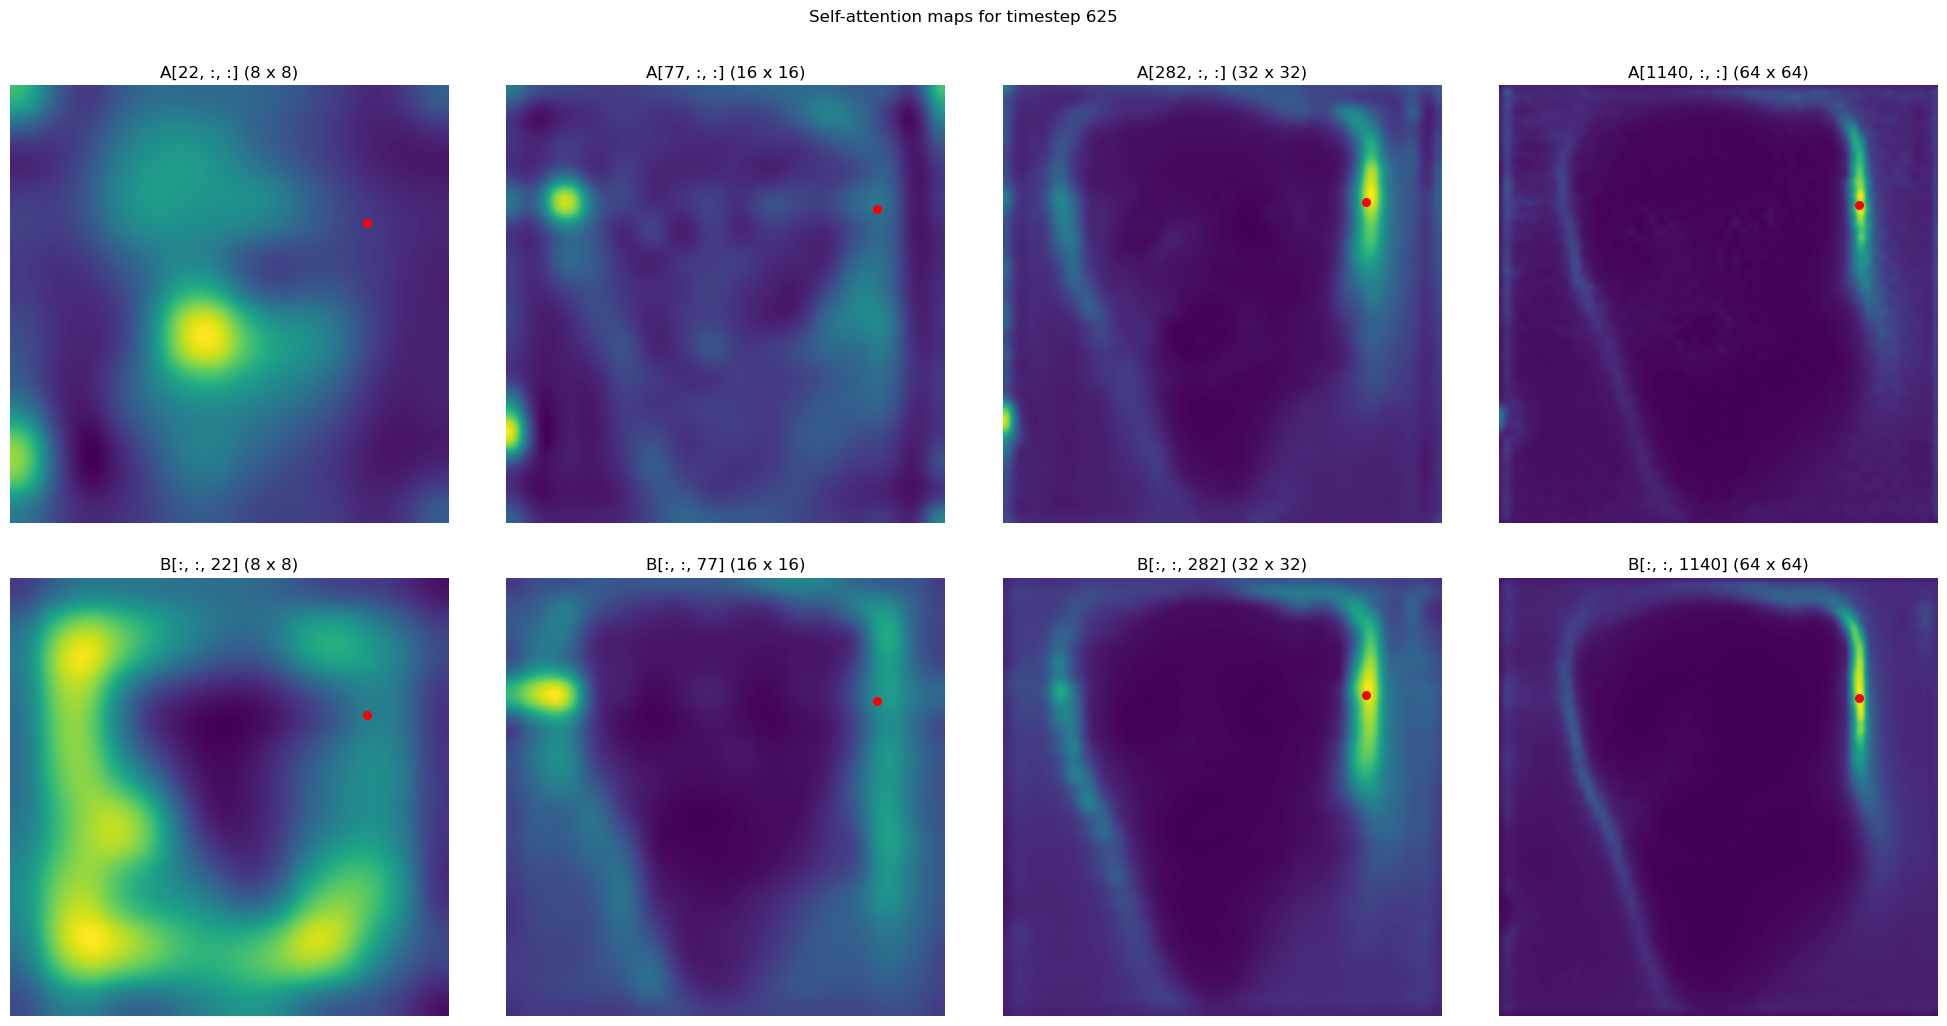 Self-attention maps for timestep 625
A[22, :, :] (8 x 8)
A[77, :, :] (16 x 16)
A[282, :, :] (32 x 32)
A[1140, :, :] (64 x 64)
B[:, :, 22] (8 x 8)
B[:, :, 77] (16 x 16)
B[:, :, 282] (32 x 32)
B[:, :, 1140] (64 x 64)